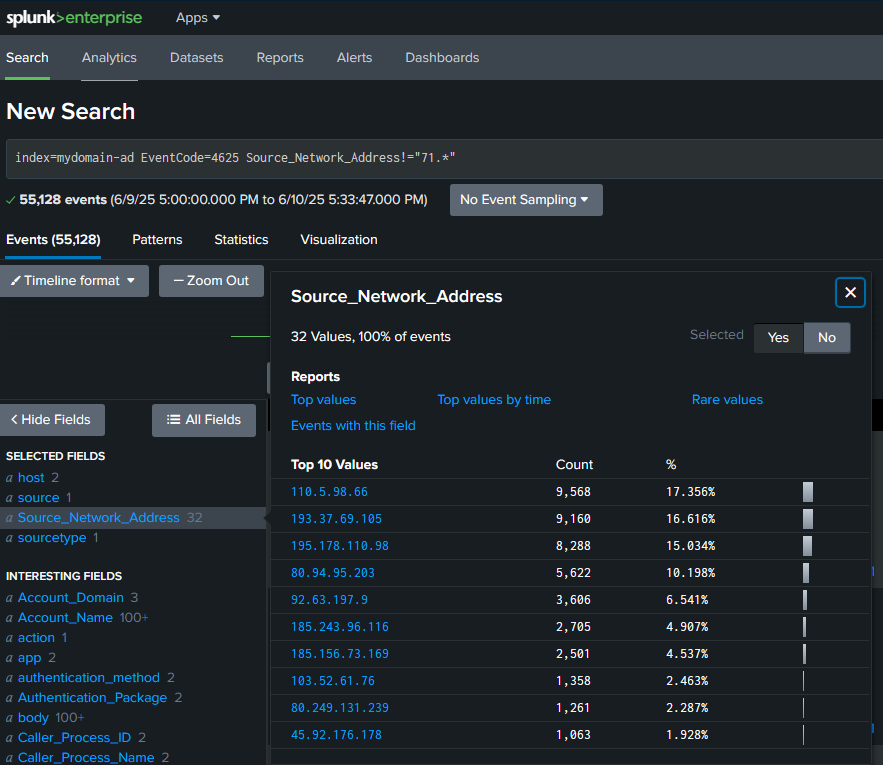 splunk>enterprise Apps
Search Analytics Datasets Reports Alerts Dashboards
New Search
index=mydomain-ad EventCode=4625 Source_Network_Address!="71.*"
55,128 events (6/9/25 5:00:00.000 PM to 6/10/25 5:33:47.000 PM) No Event Sampling
Events (55,128) Patterns Statistics Visualization
Timeline format — Zoom Out
Source_Network_Address
32 Values, 100% of events Selected Yes No
Reports
Top values Top values by time Rare values
Events with this field
Top 10 Values Count %
110.5.98.66 9,568 17.356%
193.37.69.105 9,160 16.616%
195.178.110.98 8,288 15.034%
80.94.95.203 5,622 10.198%
92.63.197.9 3,606 6.541%
185.243.96.116 2,705 4.907%
185.156.73.169 2,501 4.537%
103.52.61.76 1,358 2.463%
80.249.131.239 1,261 2.287%
45.92.176.178 1,063 1.928%
< Hide Fields All Fields
SELECTED FIELDS
a host 2
a source 1
a Source_Network_Address 32
a sourcetype 1
INTERESTING FIELDS
a Account_Domain 3
a Account_Name 100+
a action 1
a app 2
a authentication_method 2
a Authentication_Package 2
a body 100+
a Caller_Process_ID 2
a Caller_Process_Name 2